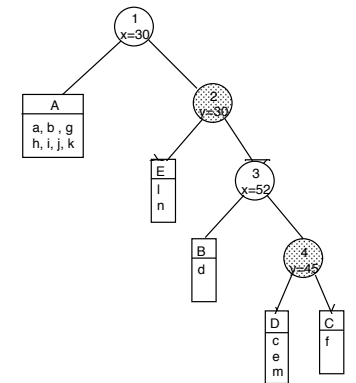 1
x=30
A
a, b , g
h, i, j, k
2
y=30
E
l
n
3
x=52
B
d
4
y=45
D
c
e
m
C
f